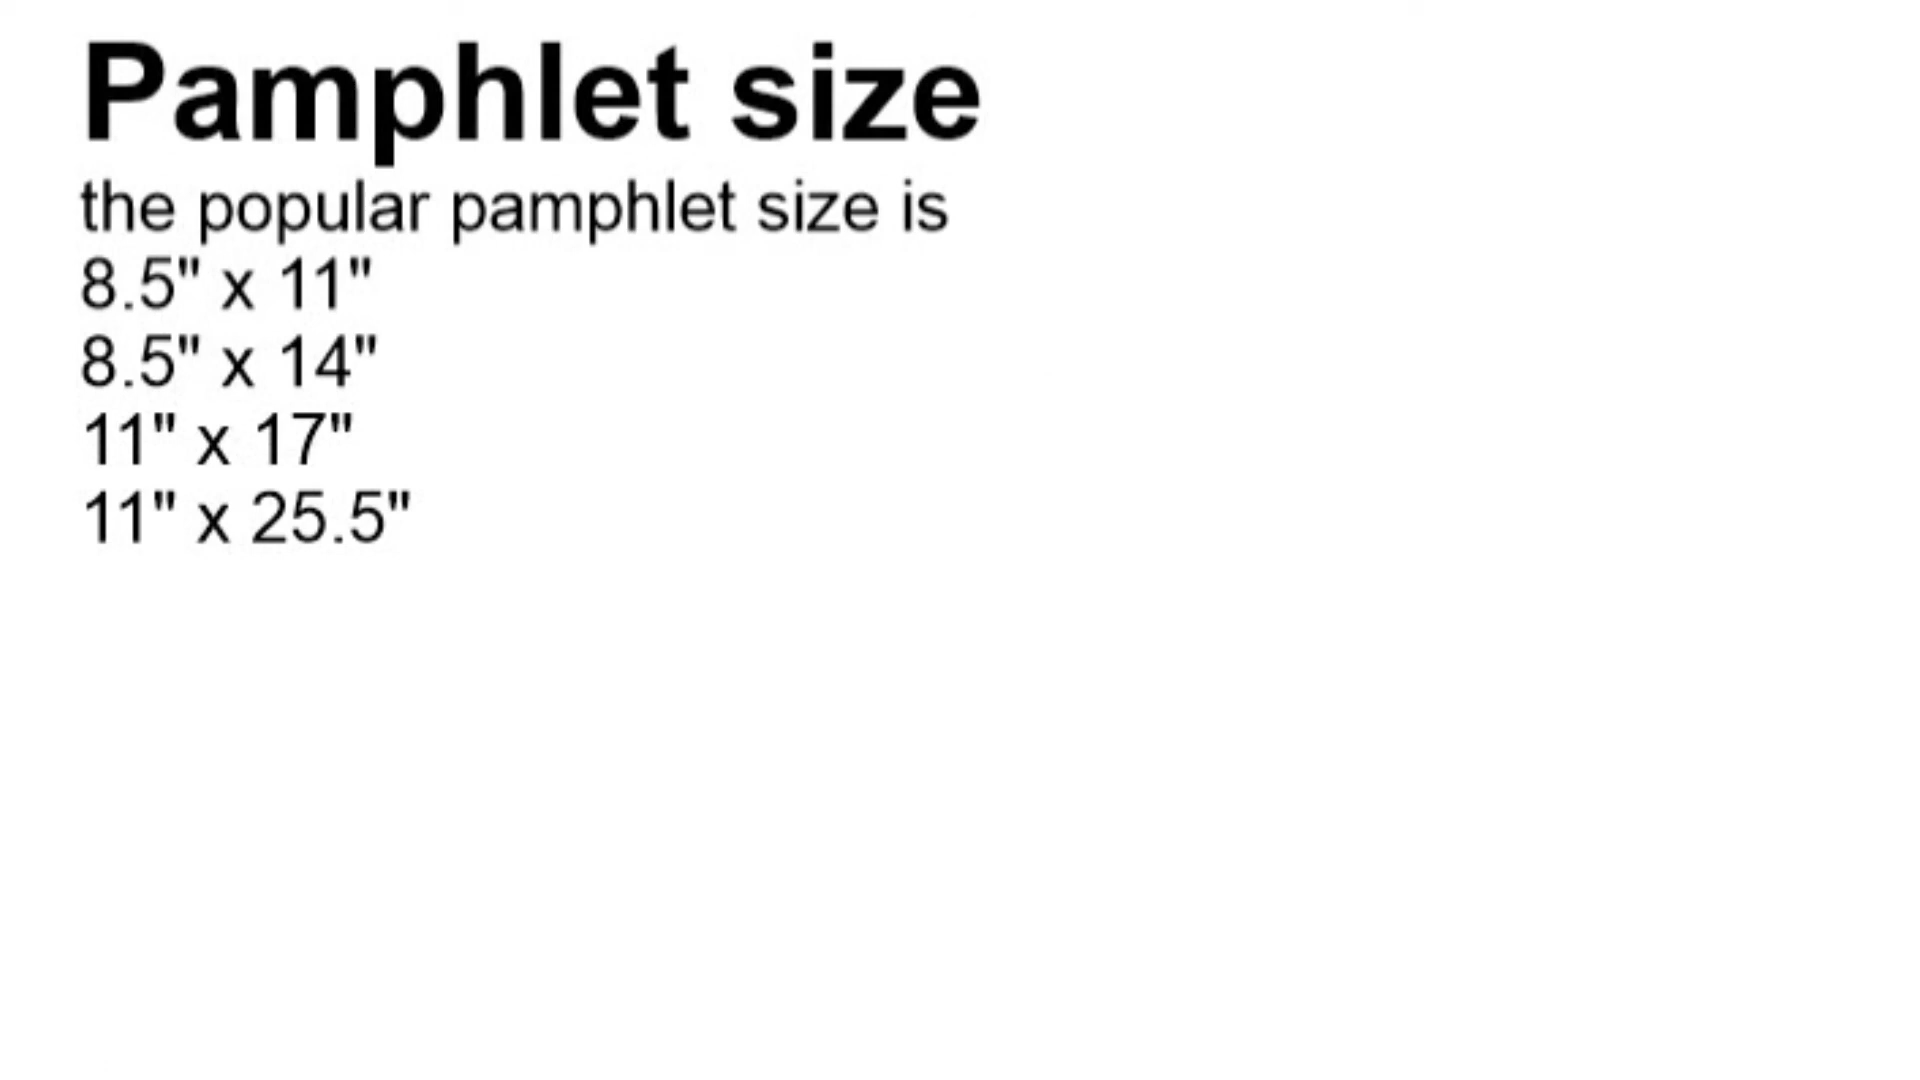 Pamphlet size
the popular pamphlet size is
8.5" x 11"
8.5" x 14"
11" x 17"
11" x 25.5"